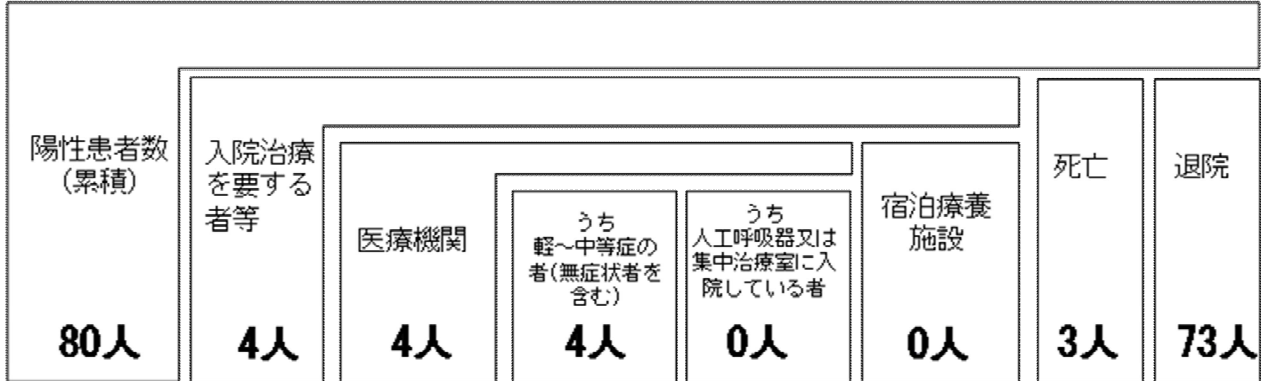 陽性患者数
(累積)
80人
入院治療
を要する
者等
4人
医療機関
4人
うち
軽～中等症の
者(無症状者を
含む)
4人
うち
人工呼吸器又は
集中治療室に入
院している者
0人
宿泊療養
施設
0人
死亡
3人
退院
73人